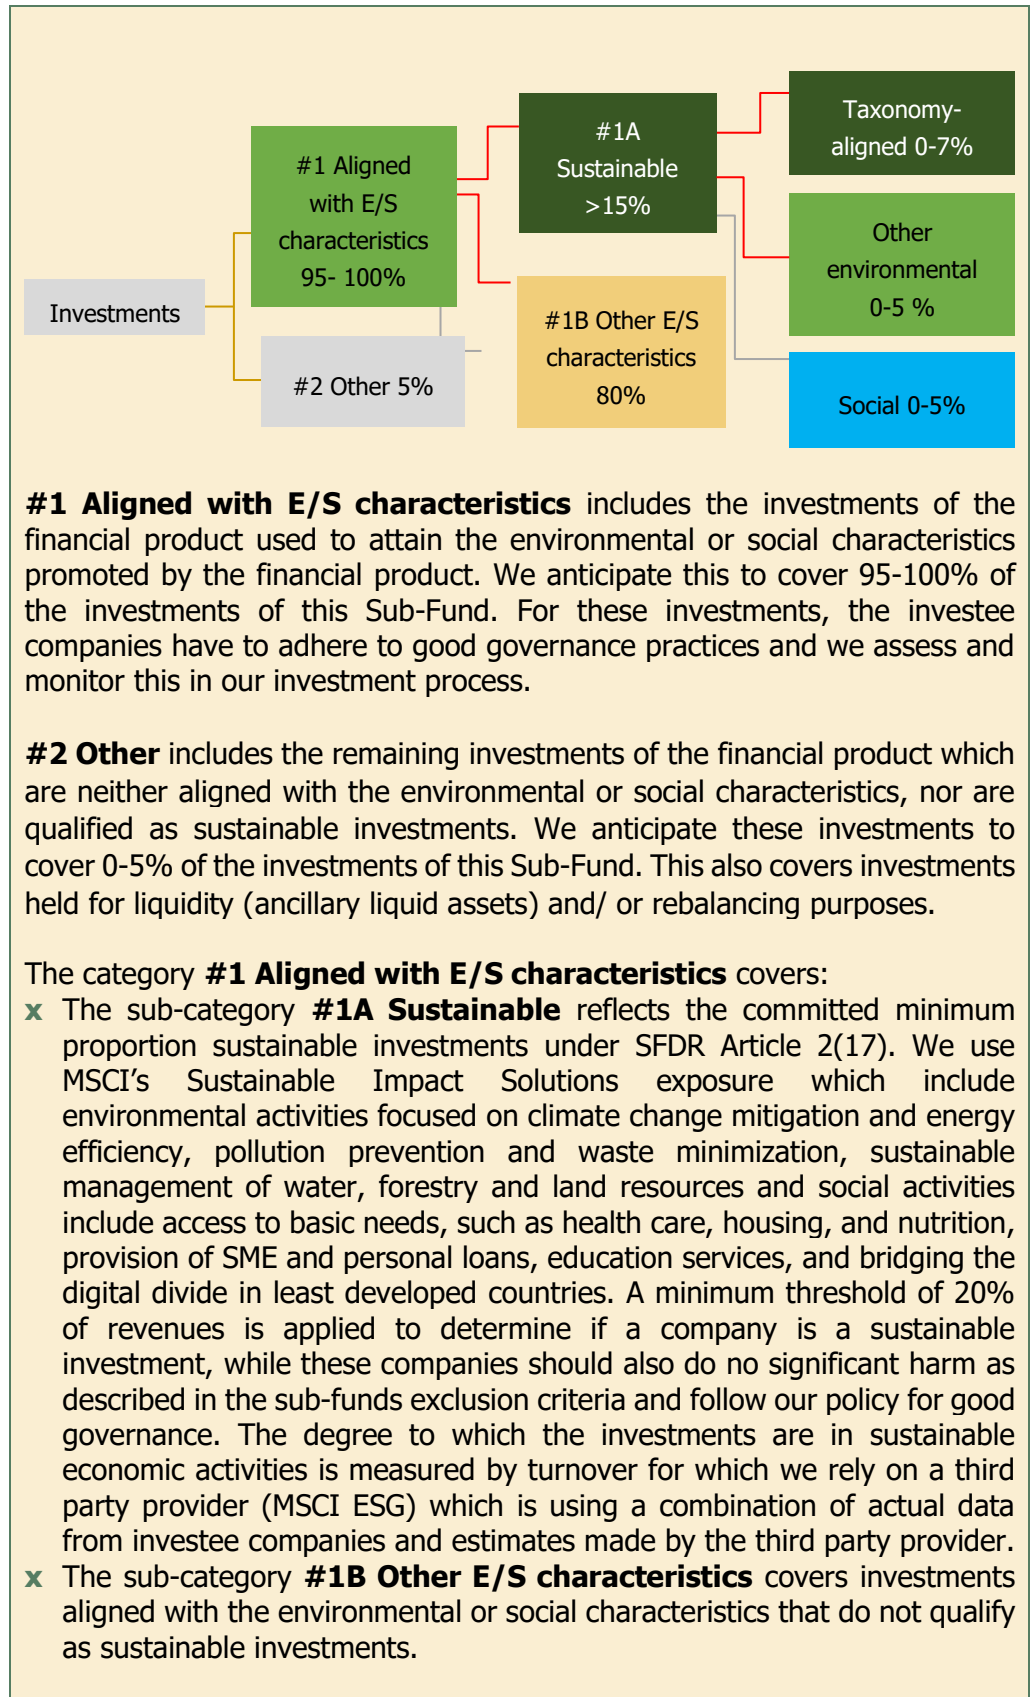 Investments
#1 Aligned
with E/S
characteristics
95- 100%
#2 Other 5%
#1A
Sustainable
>15%
#1B Other E/S
characteristics
80%
Taxonomy-
aligned 0-7%
Other
environmental
0-5 %
Social 0-5%
#1 Aligned with E/S characteristics includes the investments of the
financial product used to attain the environmental or social characteristics
promoted by the financial product. We anticipate this to cover 95-100% of
the investments of this Sub-Fund. For these investments, the investee
companies have to adhere to good governance practices and we assess and
monitor this in our investment process.
#2 Other includes the remaining investments of the financial product which
are neither aligned with the environmental or social characteristics, nor are
qualified as sustainable investments. We anticipate these investments to
cover 0-5% of the investments of this Sub-Fund. This also covers investments
held for liquidity (ancillary liquid assets) and/ or rebalancing purposes.
The category #1 Aligned with E/S characteristics covers:
x The sub-category #1A Sustainable reflects the committed minimum
proportion sustainable investments under SFDR Article 2(17). We use
MSCI’s Sustainable Impact Solutions exposure which include
environmental activities focused on climate change mitigation and energy
efficiency, pollution prevention and waste minimization, sustainable
management of water, forestry and land resources and social activities
include access to basic needs, such as health care, housing, and nutrition,
provision of SME and personal loans, education services, and bridging the
digital divide in least developed countries. A minimum threshold of 20%
of revenues is applied to determine if a company is a sustainable
investment, while these companies should also do no significant harm as
described in the sub-funds exclusion criteria and follow our policy for good
governance. The degree to which the investments are in sustainable
economic activities is measured by turnover for which we rely on a third
party provider (MSCI ESG) which is using a combination of actual data
from investee companies and estimates made by the third party provider.
x The sub-category #1B Other E/S characteristics covers investments
aligned with the environmental or social characteristics that do not qualify
as sustainable investments.